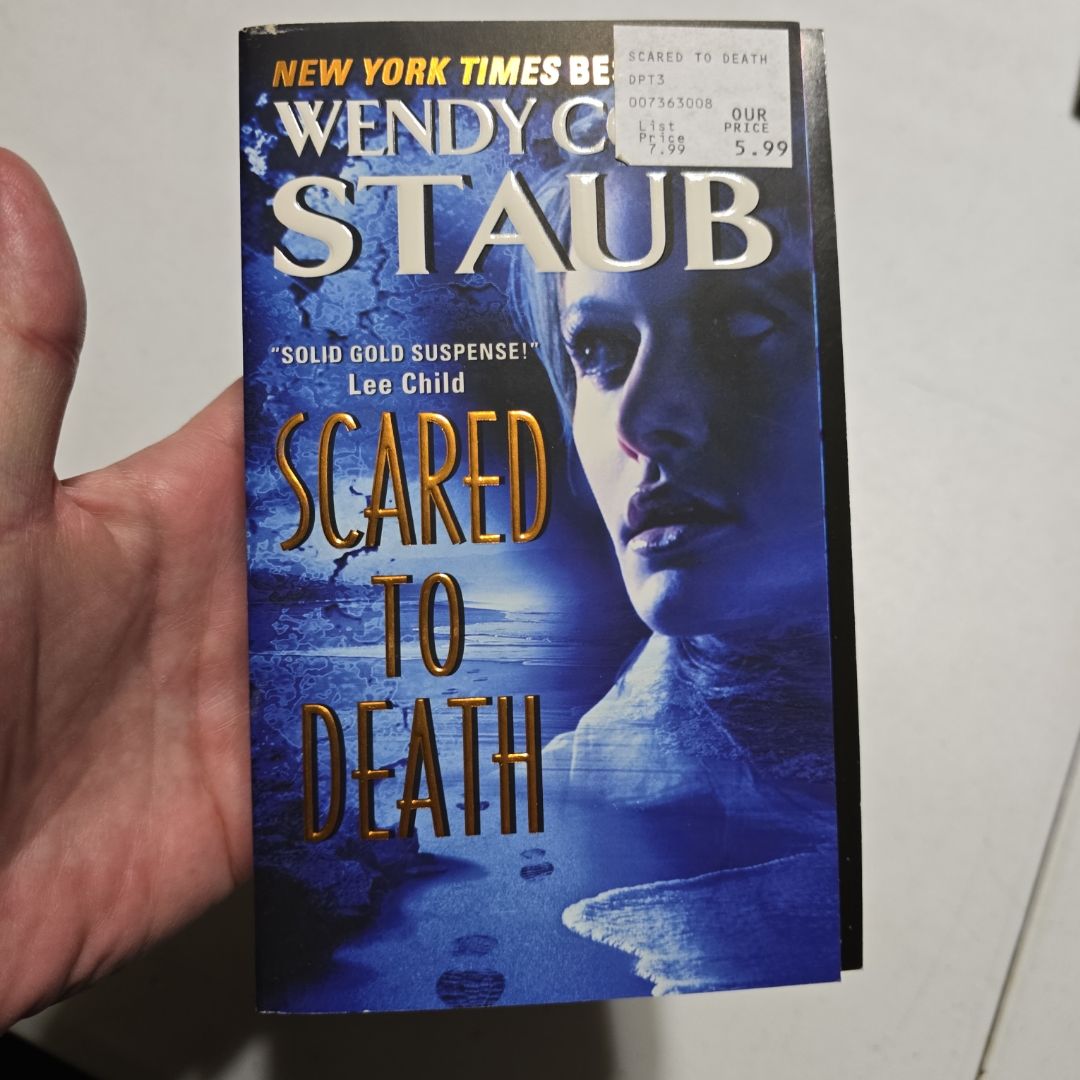 NEW YORK TIMES BES
WENDY CO
STAUB
SCARED TO DEATH
DPT3
007363008
List
Price
7.99
OUR
PRICE
5.99
"SOLID GOLD SUSPENSE!"
Lee Child
SCARED
TO
DEATH